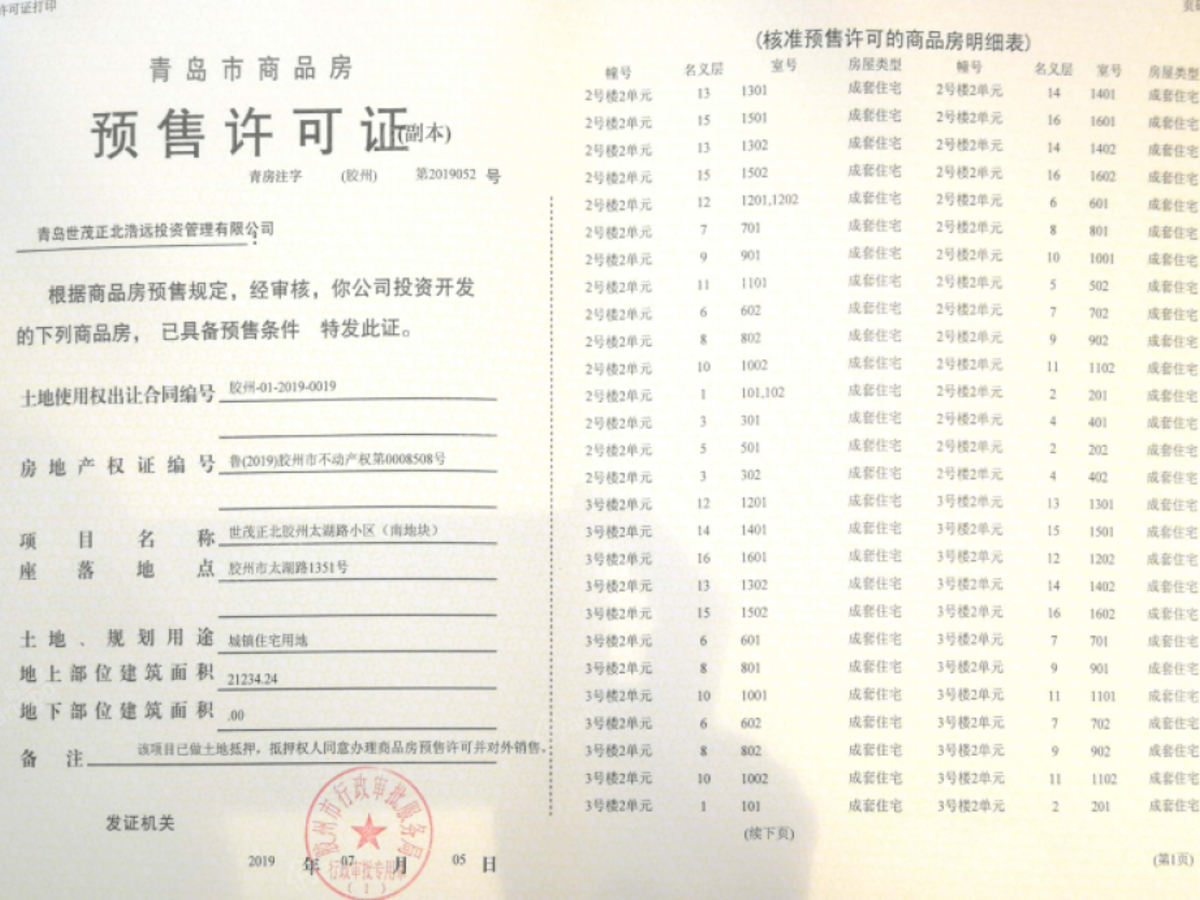 许可证打印
青岛市商品房
预售许可证(副本)
青房注字 (胶州) 第2019052 号
青岛世茂正北浩远投资管理有限公司
:
根据商品房预售规定，经审核，你公司投资开发
的下列商品房， 已具备预售条件 特发此证。
土地使用权出让合同编号 胶州-01-2019-0019
房地产权证编号 鲁(2019)胶州市不动产权第0008508号
项目名称 世茂正北胶州太湖路小区（南地块）
座落地点 胶州市太湖路1351号
土地、规划用途 城镇住宅用地
地上部位建筑面积 21234.24
地下部位建筑面积 .00
备注 该项目已做土地抵押，抵押权人同意办理商品房预售许可并对外销售。
发证机关
胶州市行政审批服务局
行政审批专用章
(1)
2019 年 07 月 05 日
(核准预售许可的商品房明细表)
幢号 名义层 室号 房屋类型 幢号 名义层 室号 房屋类型
2号楼2单元 13 1301 成套住宅 2号楼2单元 14 1401 成套住宅
2号楼2单元 15 1501 成套住宅 2号楼2单元 16 1601 成套住宅
2号楼2单元 13 1302 成套住宅 2号楼2单元 14 1402 成套住宅
2号楼2单元 15 1502 成套住宅 2号楼2单元 16 1602 成套住宅
2号楼2单元 12 1201,1202 成套住宅 2号楼2单元 6 601 成套住宅
2号楼2单元 7 701 成套住宅 2号楼2单元 8 801 成套住宅
2号楼2单元 9 901 成套住宅 2号楼2单元 10 1001 成套住宅
2号楼2单元 11 1101 成套住宅 2号楼2单元 5 502 成套住宅
2号楼2单元 6 602 成套住宅 2号楼2单元 7 702 成套住宅
2号楼2单元 8 802 成套住宅 2号楼2单元 9 902 成套住宅
2号楼2单元 10 1002 成套住宅 2号楼2单元 11 1102 成套住宅
2号楼2单元 1 101,102 成套住宅 2号楼2单元 2 201 成套住宅
2号楼2单元 3 301 成套住宅 2号楼2单元 4 401 成套住宅
2号楼2单元 5 501 成套住宅 2号楼2单元 2 202 成套住宅
2号楼2单元 3 302 成套住宅 2号楼2单元 4 402 成套住宅
3号楼2单元 12 1201 成套住宅 3号楼2单元 13 1301 成套住宅
3号楼2单元 14 1401 成套住宅 3号楼2单元 15 1501 成套住宅
3号楼2单元 16 1601 成套住宅 3号楼2单元 12 1202 成套住宅
3号楼2单元 13 1302 成套住宅 3号楼2单元 14 1402 成套住宅
3号楼2单元 15 1502 成套住宅 3号楼2单元 16 1602 成套住宅
3号楼2单元 6 601 成套住宅 3号楼2单元 7 701 成套住宅
3号楼2单元 8 801 成套住宅 3号楼2单元 9 901 成套住宅
3号楼2单元 10 1001 成套住宅 3号楼2单元 11 1101 成套住宅
3号楼2单元 6 602 成套住宅 3号楼2单元 7 702 成套住宅
3号楼2单元 8 802 成套住宅 3号楼2单元 9 902 成套住宅
3号楼2单元 10 1002 成套住宅 3号楼2单元 11 1102 成套住宅
3号楼2单元 1 101 成套住宅 3号楼2单元 2 201 成套住宅
(续下页)
(第1页)